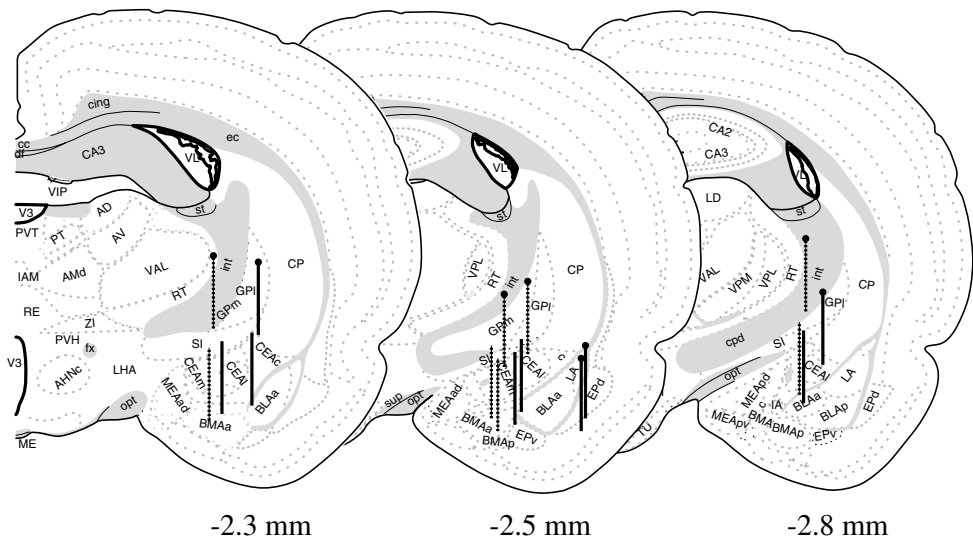 cing
ec
cc
df
CA3
VL
VIP
st
V3
AD
PVT
PT
AV
int
IAM
AMd
VAL
CP
RT
GPl
RE
GPm
ZI
PVH
fx
SI
CEAc
V3
AHNc
LHA
CEAm
CEAl
MEAad
opt
BLAa
BMAa
ME
-2.3 mm
VL
st
VPL
RT
int
CP
GPl
GPm
SI
c
CEAl
CEAm
LA
EPd
sup
opt
MEAad
BLAa
BMAa
EPv
BMAp
-2.5 mm
CA2
CA3
VL
LD
st
VAL
VPM
VPL
RT
int
CP
GPl
cpd
SI
opt
CEAl
LA
MEApd
c
IA
BLAa
EPd
BLAp
MEApv
BMA
BMAp
EPv
TU
-2.8 mm